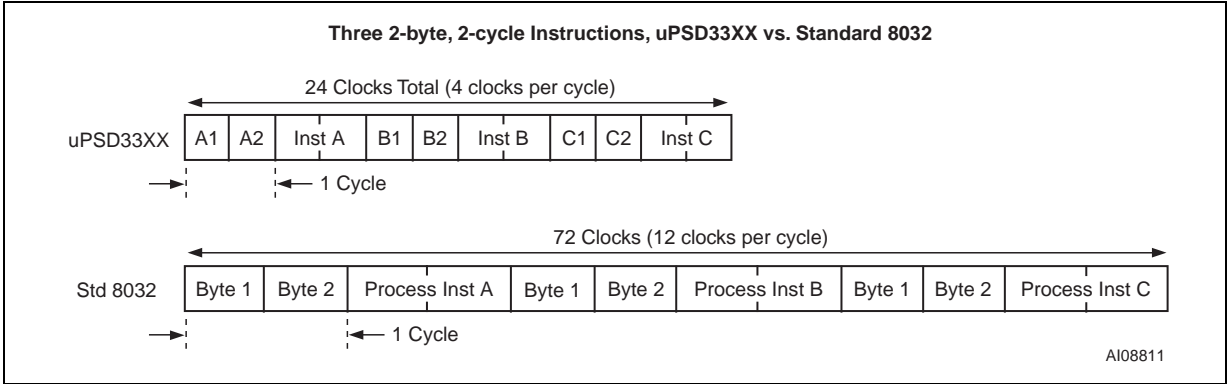 Three 2-byte, 2-cycle Instructions, uPSD33XX vs. Standard 8032
24 Clocks Total (4 clocks per cycle)
uPSD33XX A1 A2 Inst A B1 B2 Inst B C1 C2 Inst C
1 Cycle
72 Clocks (12 clocks per cycle)
Std 8032 Byte 1 Byte 2 Process Inst A Byte 1 Byte 2 Process Inst B Byte 1 Byte 2 Process Inst C
1 Cycle
AI08811